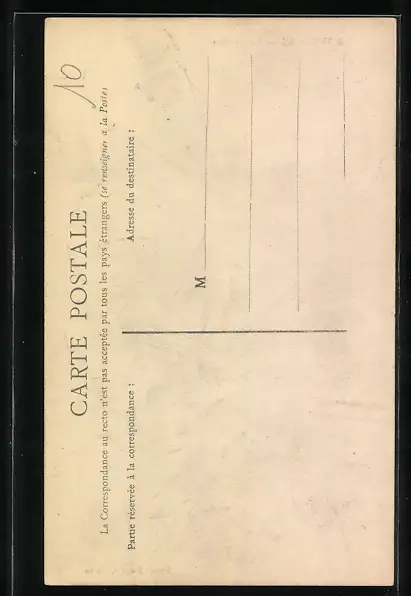 10
CARTE POSTALE
La Correspondance au recto n'est pas acceptée par tous les pays étrangers (se renseigner à la Poste)
Partie réservée à la correspondance :
Adresse du destinataire :
M